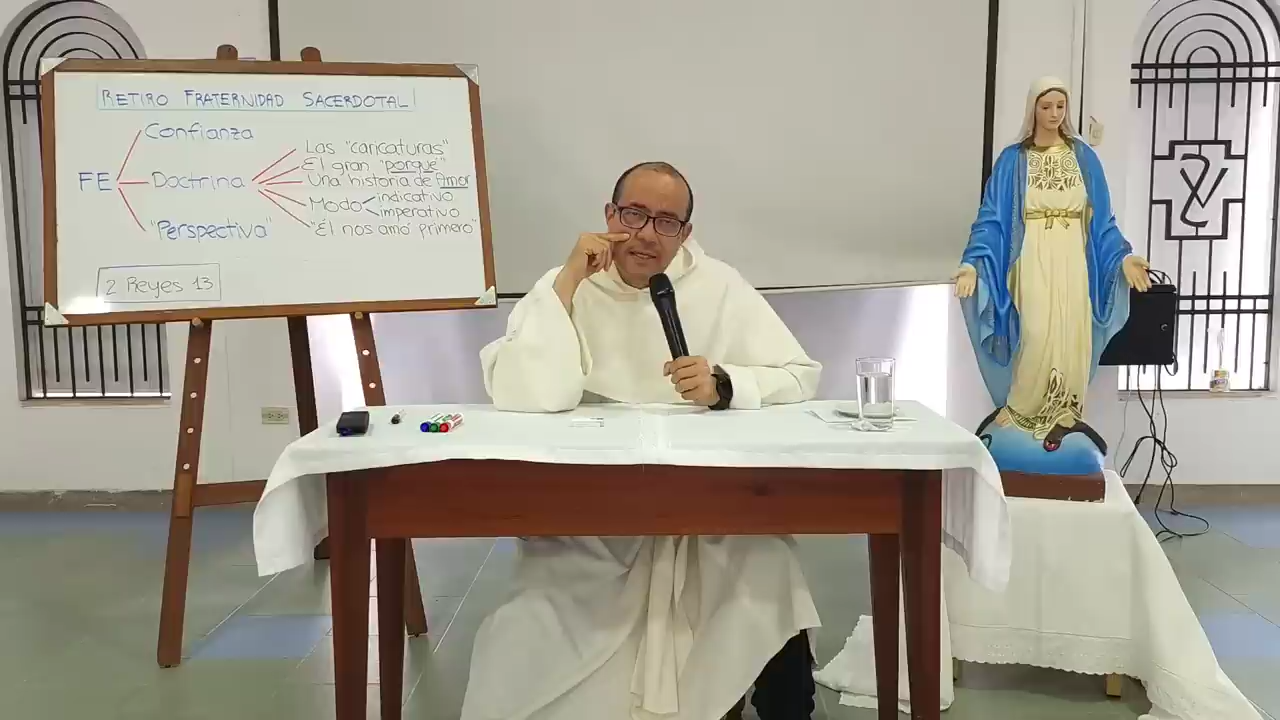 RETIRO FRATERNIDAD SACERDOTAL
Confianza
FE
Doctrina
"Perspectiva"
Las "caricaturas"
El gran "porque"
Una historia de Amor
Modo
indicativo
imperativo
"Él nos amó primero"
2 Reyes 13